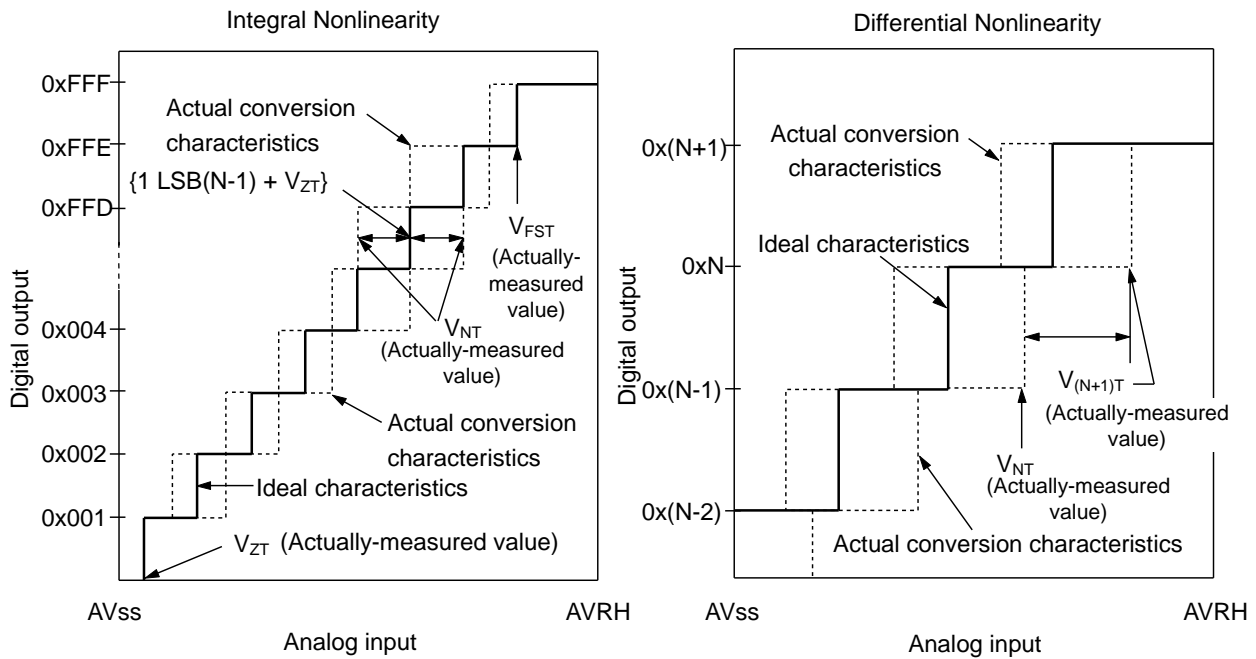 Integral Nonlinearity
0xFFF
0xFFE
0xFFD
0x004
0x003
0x002
0x001
Digital output
Actual conversion
characteristics
{1 LSB(N-1) + VZT}
VFST
(Actually-
measured
value)
VNT
(Actually-measured
value)
Actual conversion
characteristics
Ideal characteristics
VZT (Actually-measured value)
AVss
AVRH
Analog input
Differential Nonlinearity
0x(N+1)
0xN
0x(N-1)
0x(N-2)
Digital output
Actual conversion
characteristics
Ideal characteristics
V(N+1)T
(Actually-measured
value)
VNT
(Actually-measured
value)
Actual conversion characteristics
AVss
AVRH
Analog input